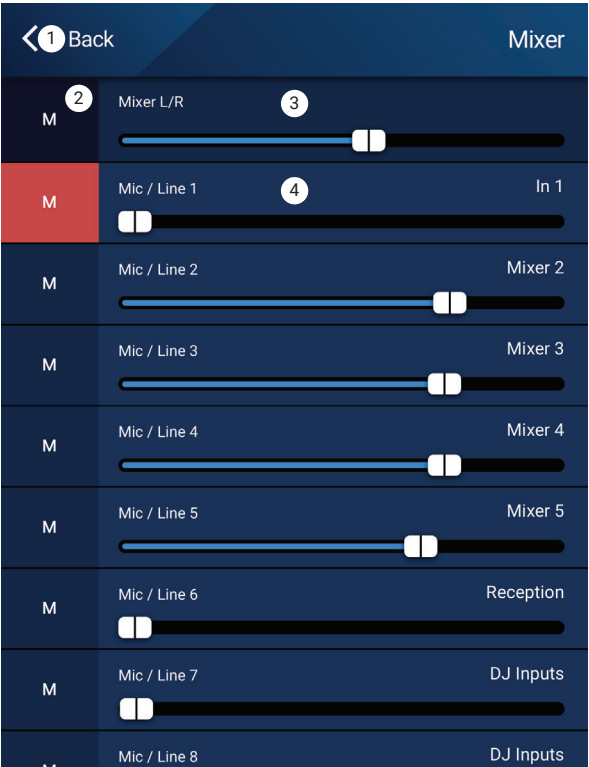 1 Back Mixer
2 Mixer L/R 3
M
Mic / Line 1 4 In 1
M
Mic / Line 2 Mixer 2
M
Mic / Line 3 Mixer 3
M
Mic / Line 4 Mixer 4
M
Mic / Line 5 Mixer 5
M
Mic / Line 6 Reception
M
Mic / Line 7 DJ Inputs
M
Mic / Line 8 DJ Inputs